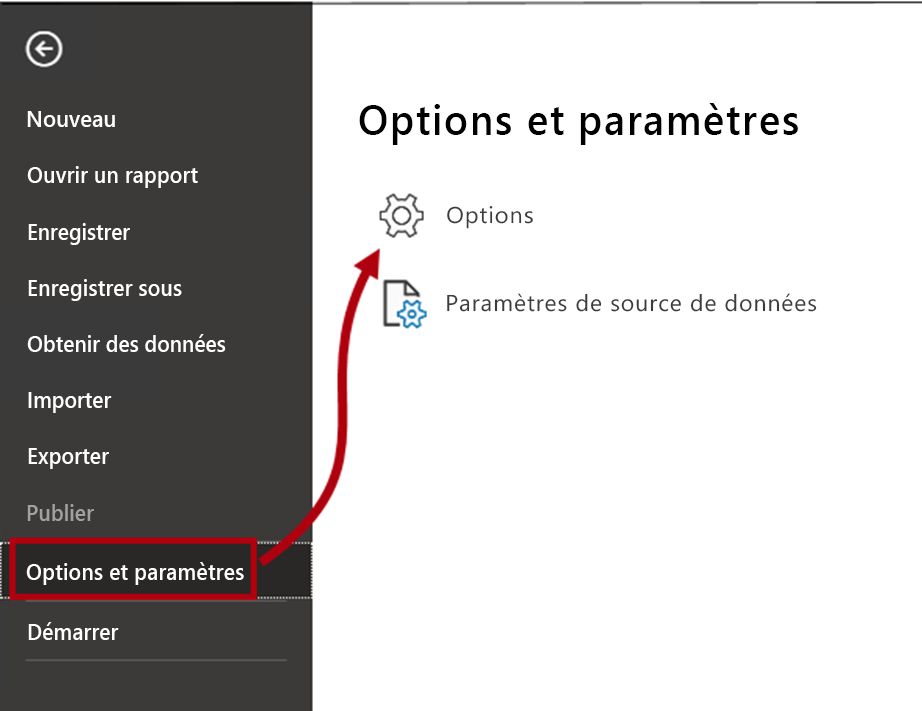 Nouveau
Ouvrir un rapport
Enregistrer
Enregistrer sous
Obtenir des données
Importer
Exporter
Publier
Options et paramètres
Démarrer
Options et paramètres
Options
Paramètres de source de données